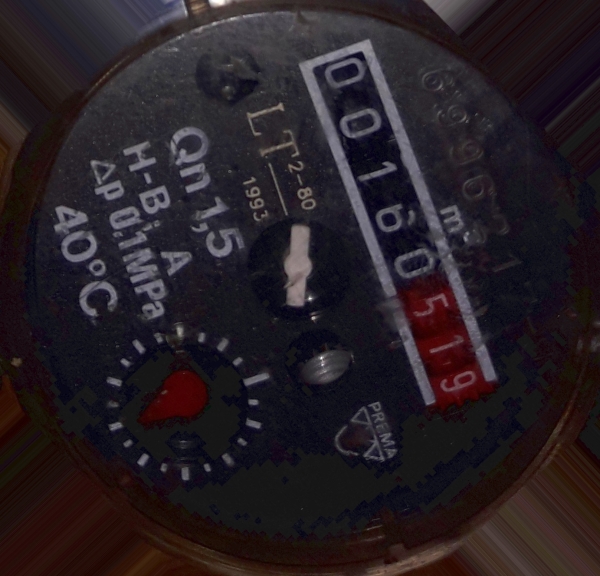 00160519
m³
LT 2-80
1993
Qn 1,5
H-B, A
Δp 0,1MPa
40°C
PREMA